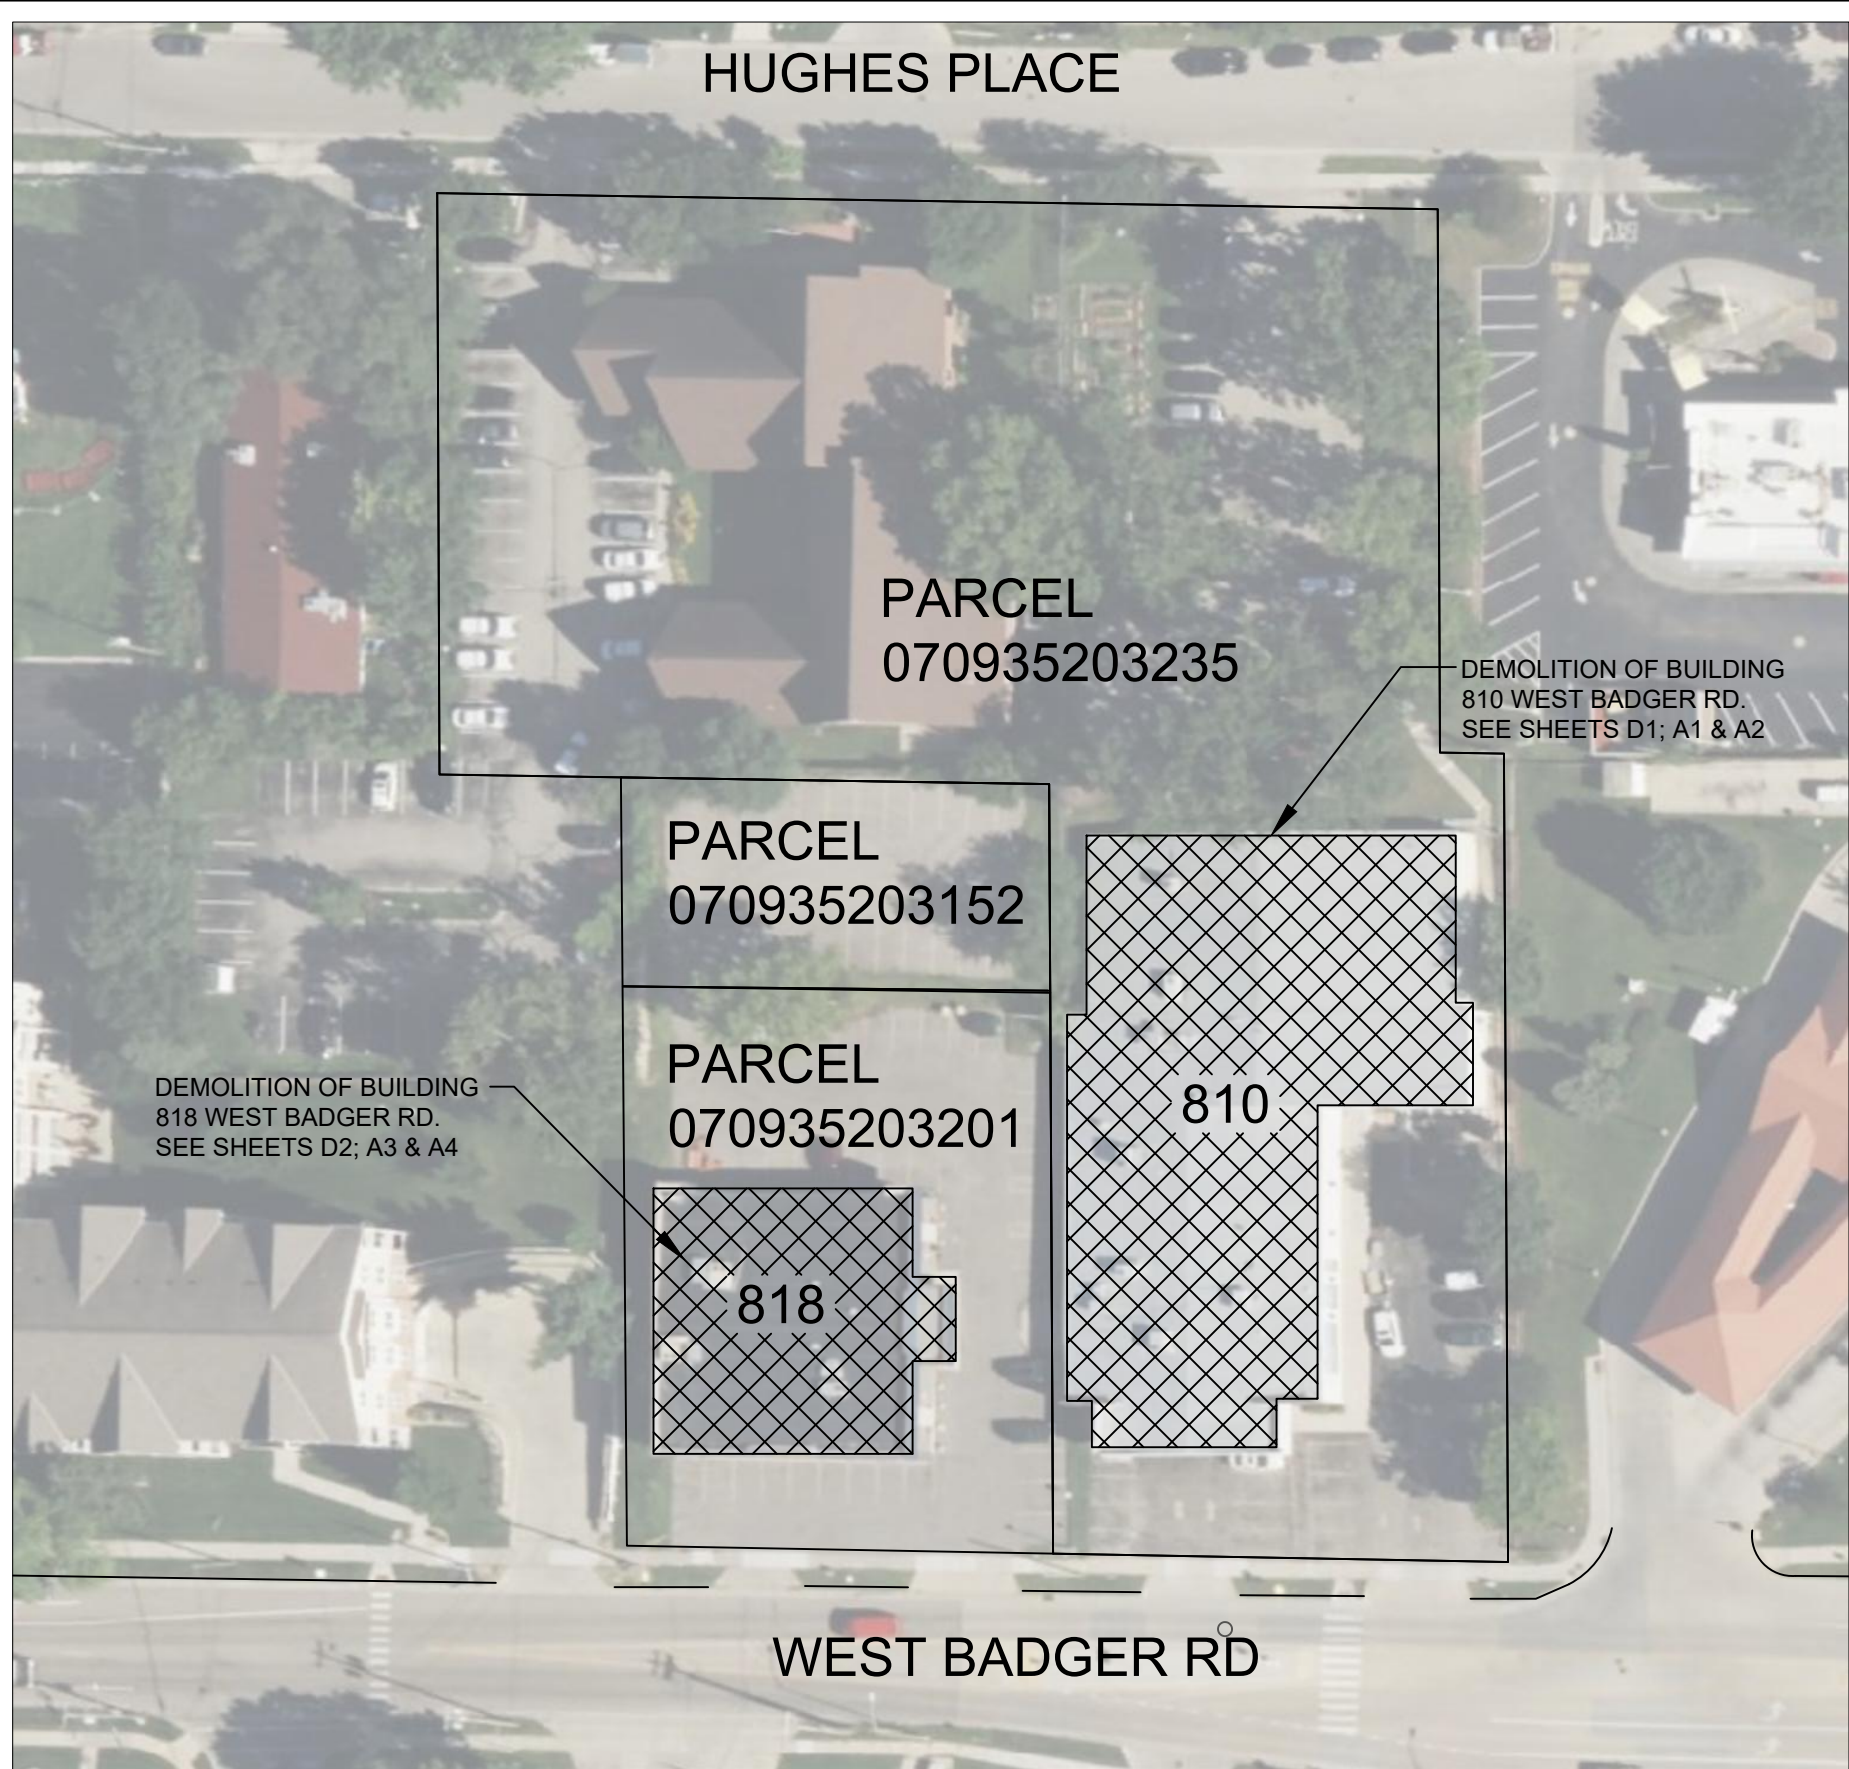 HUGHES PLACE
PARCEL
070935203235
DEMOLITION OF BUILDING
810 WEST BADGER RD.
SEE SHEETS D1; A1 & A2
PARCEL
070935203152
PARCEL
070935203201
DEMOLITION OF BUILDING
818 WEST BADGER RD.
SEE SHEETS D2; A3 & A4
810
818
WEST BADGER RD